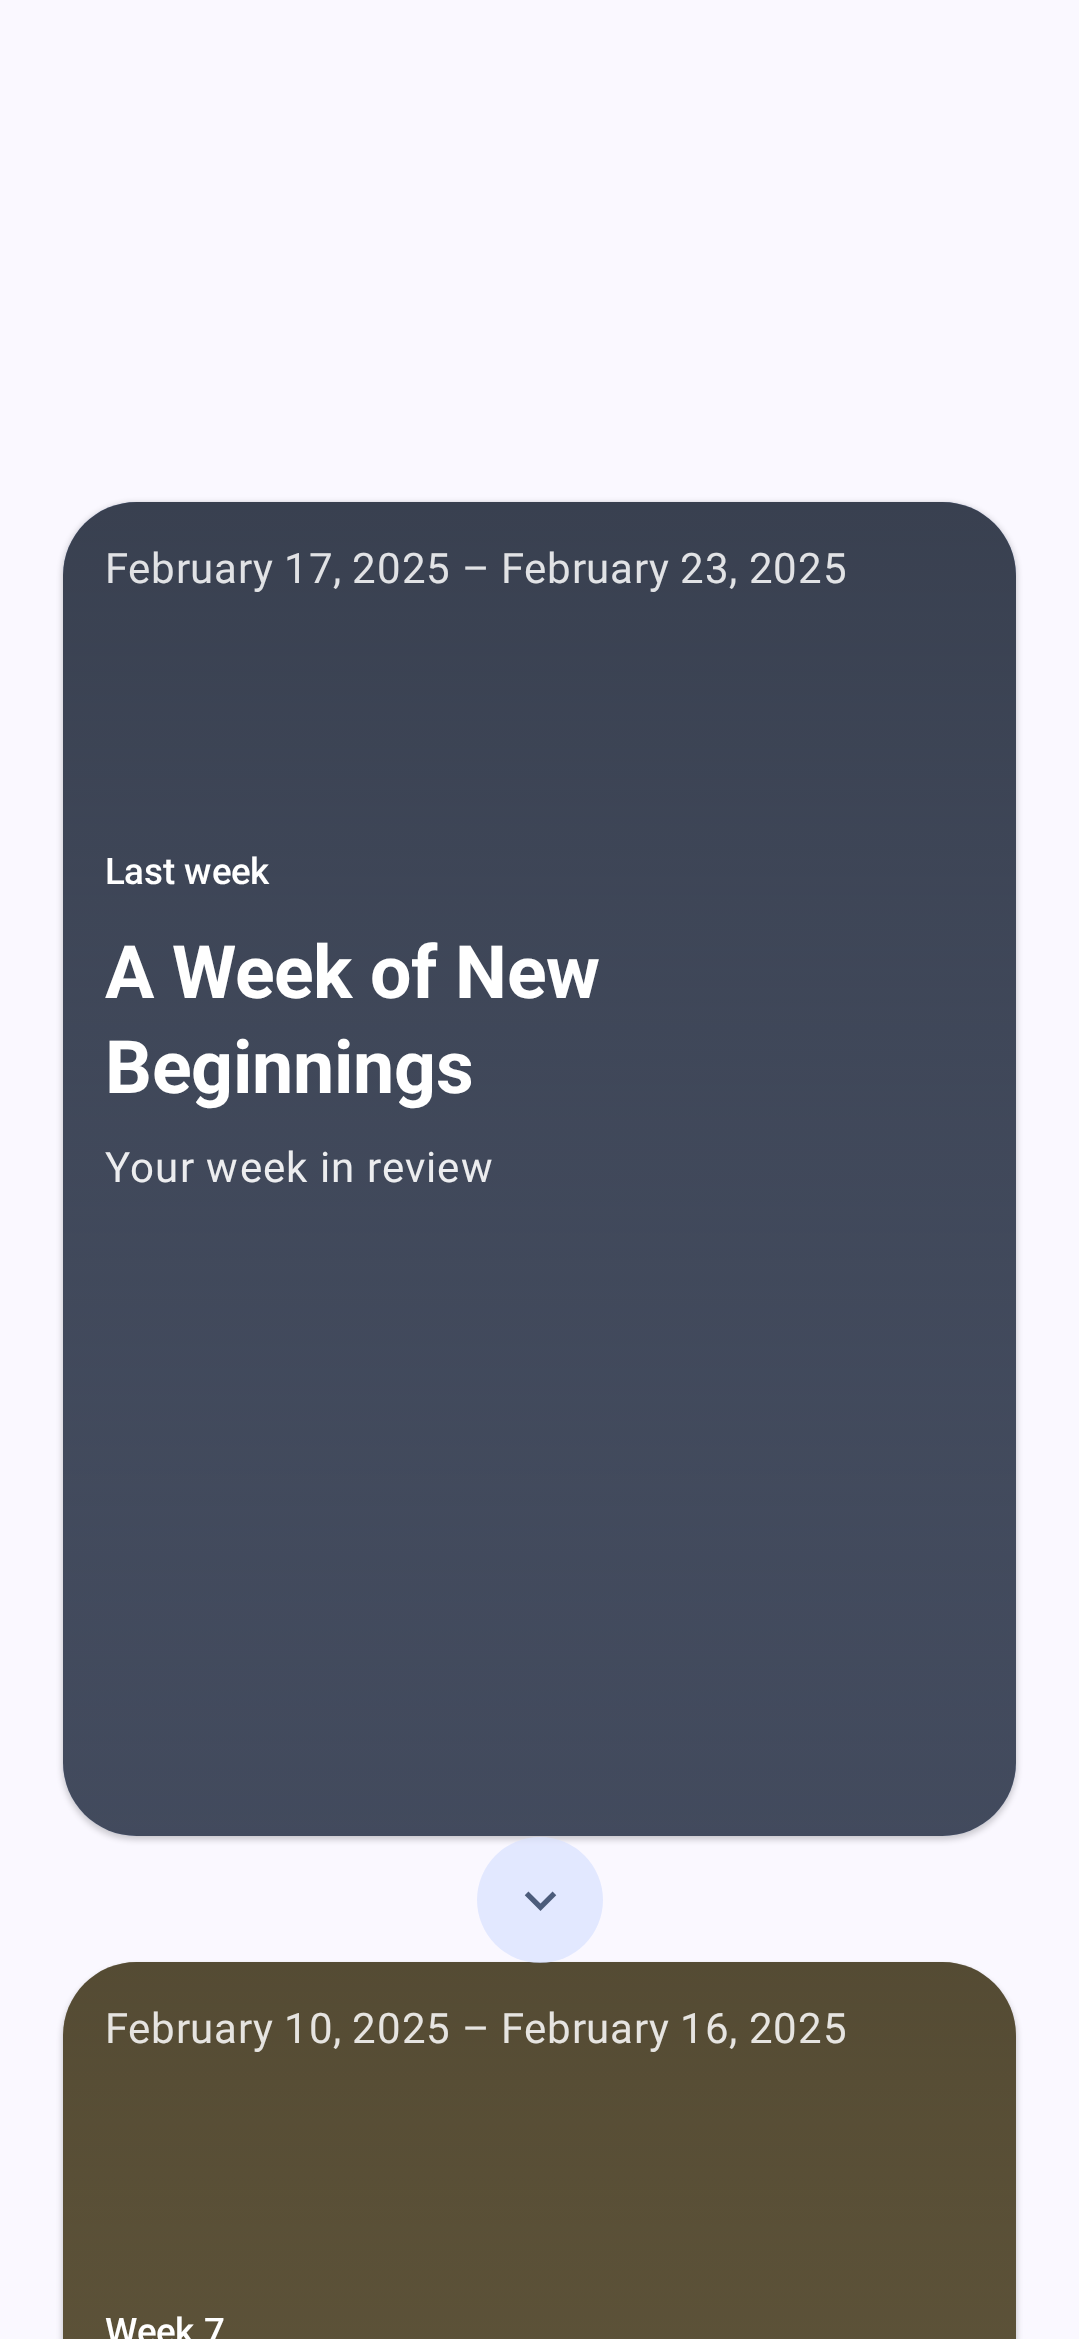 February 17, 2025 – February 23, 2025
Last week
A Week of New
Beginnings
Your week in review
February 10, 2025 – February 16, 2025
Week 7